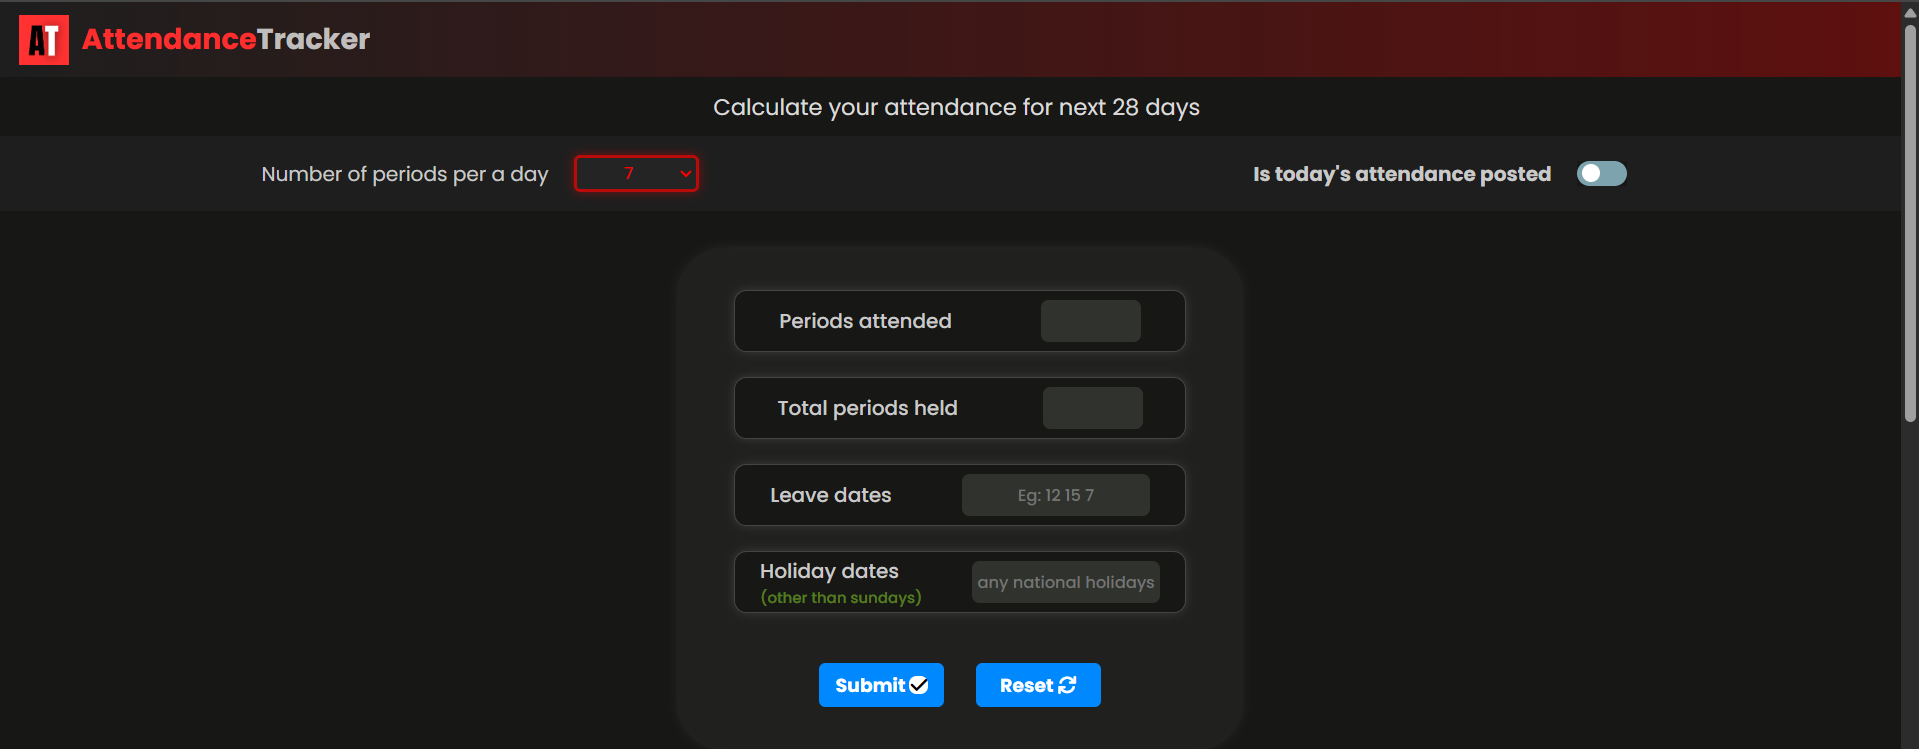 AT AttendanceTracker
Calculate your attendance for next 28 days
Number of periods per a day 7 Is today's attendance posted
Periods attended
Total periods held
Leave dates Eg: 12 15 7
Holiday dates any national holidays
(other than sundays)
Submit Reset